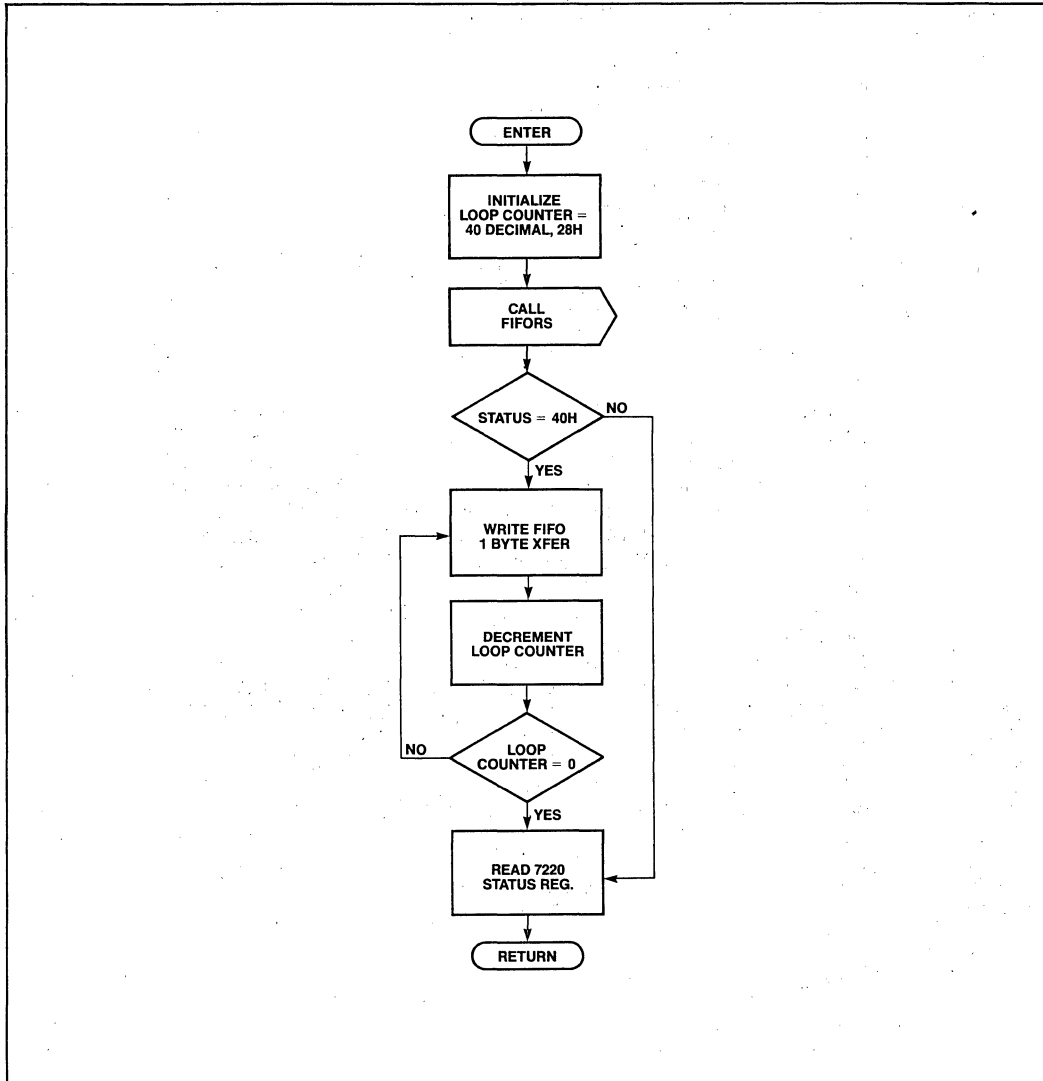 ENTER
INITIALIZE
LOOP COUNTER =
40 DECIMAL, 28H
CALL
FIFORS
STATUS = 40H
NO
YES
WRITE FIFO
1 BYTE XFER
DECREMENT
LOOP COUNTER
NO
LOOP
COUNTER = 0
YES
READ 7220
STATUS REG.
RETURN